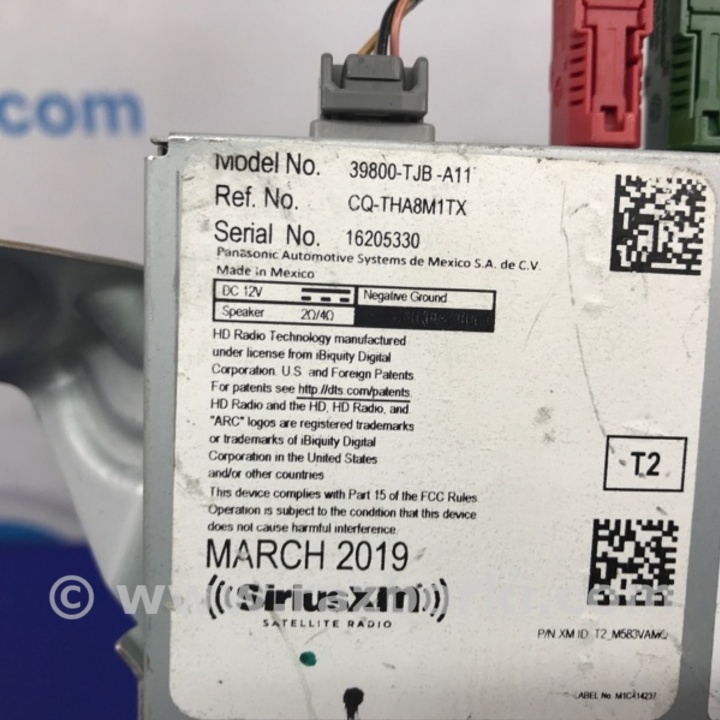 .com
Model No. 39800-TJB -A11
Ref. No. CQ-THA8M1TX
Serial No. 16205330
Panasonic Automotive Systems de Mexico S.A. de C.V.
Made in Mexico
DC 12V Negative Ground
Speaker 2Ω/4Ω
HD Radio Technology manufactured
under license from iBiquity Digital
Corporation. U.S. and Foreign Patents.
For patents see http://dts.com/patents.
HD Radio and the HD, HD Radio, and
"ARC" logos are registered trademarks
or trademarks of iBiquity Digital
Corporation in the United States
and/or other countries
T2
This device complies with Part 15 of the FCC Rules.
Operation is subject to the condition that this device
does not cause harmful interference.
MARCH 2019
((SiriusXM))
SATELLITE RADIO
P/N XM ID T2_M583VAMC
LABEL No. M1C414237